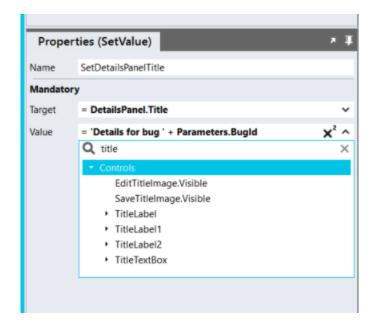 Properties (SetValue)
Name SetDetailsPanelTitle
Mandatory
Target = DetailsPanel.Title
Value = 'Details for bug ' + Parameters.BugId X²
title
Controls
EditTitleImage.Visible
SaveTitleImage.Visible
TitleLabel
TitleLabel1
TitleLabel2
TitleTextBox